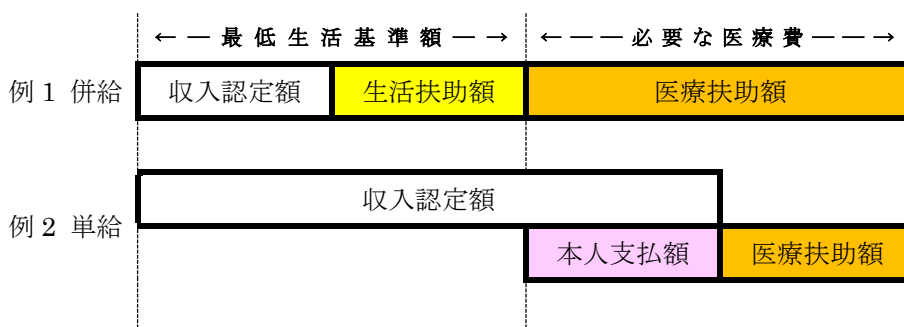 ←－最低生活基準額－→ ←－－必要な医療費－－→
例1 併給 収入認定額 生活扶助額 医療扶助額
収入認定額
例2 単給
本人支払額 医療扶助額